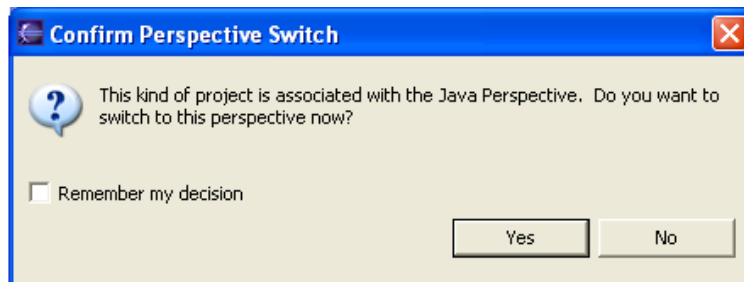 Confirm Perspective Switch
This kind of project is associated with the Java Perspective. Do you want to
switch to this perspective now?
Remember my decision
Yes No